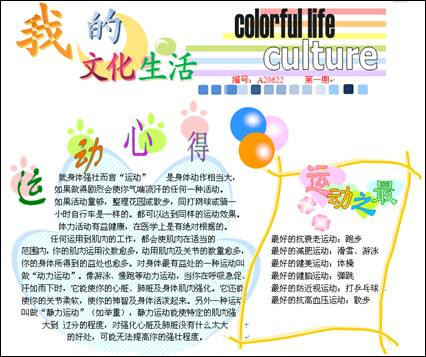 我的
文化生活
colorful life
culture
编号：A20622 第一期
运动心得
就身体强壮而言“运动” 是身体动作相当大，
如果做得剧烈会使你气喘流汗的任何一种活动。
如果活动量够，整理花园或散步，同打网球或骑一
小时自行车是一样的。都可以达到同样的运动效果。
体力活动有益健康，在医学上是有绝对根据的。
任何运用到肌肉的工作，都会使肌肉在适当的
范围内，你的肌肉运用次数愈多，动用肌肉及关节的数量愈多，
你的身体所得到的益处也愈多。对身体最有益处的一种运动叫
做“动力运动”。像游泳、慢跑等动力运动，当你在呼吸急促、
汗如雨下时，它能使你的心脏、肺脏及身体肌肉强化。它还能
使你的关节柔软，使你的神智及身体活泼起来。另外一种运动
叫做“静力运动”（如举重），静力运动能使特定的肌肉强
大到 过分的程度，对强化心脏及肺脏没有什么太大
的好处，可能无法提高你的强壮程度。
运动之最
最好的抗衰老运动：跑步
最好的减肥运动：滑雪、游泳
最好的健美运动：体操
最好的健脑运动：弹跳
最好的防近视运动：打乒乓球
最好的抗高血压运动：散步